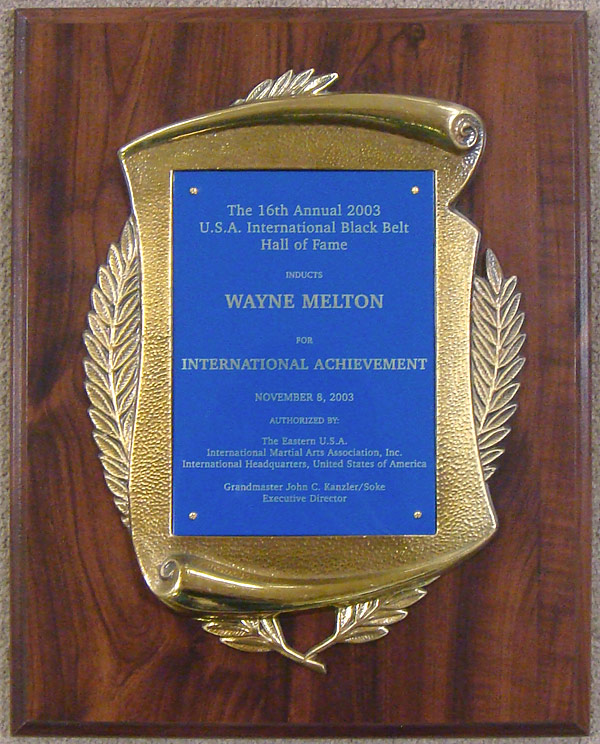 The 16th Annual 2003
U.S.A. International Black Belt
Hall of Fame
INDUCTS
WAYNE MELTON
FOR
INTERNATIONAL ACHIEVEMENT
NOVEMBER 8, 2003
AUTHORIZED BY:
The Eastern U.S.A.
International Martial Arts Association, Inc.
International Headquarters, United States of America
Grandmaster John C. Kanzler/Soke
Executive Director